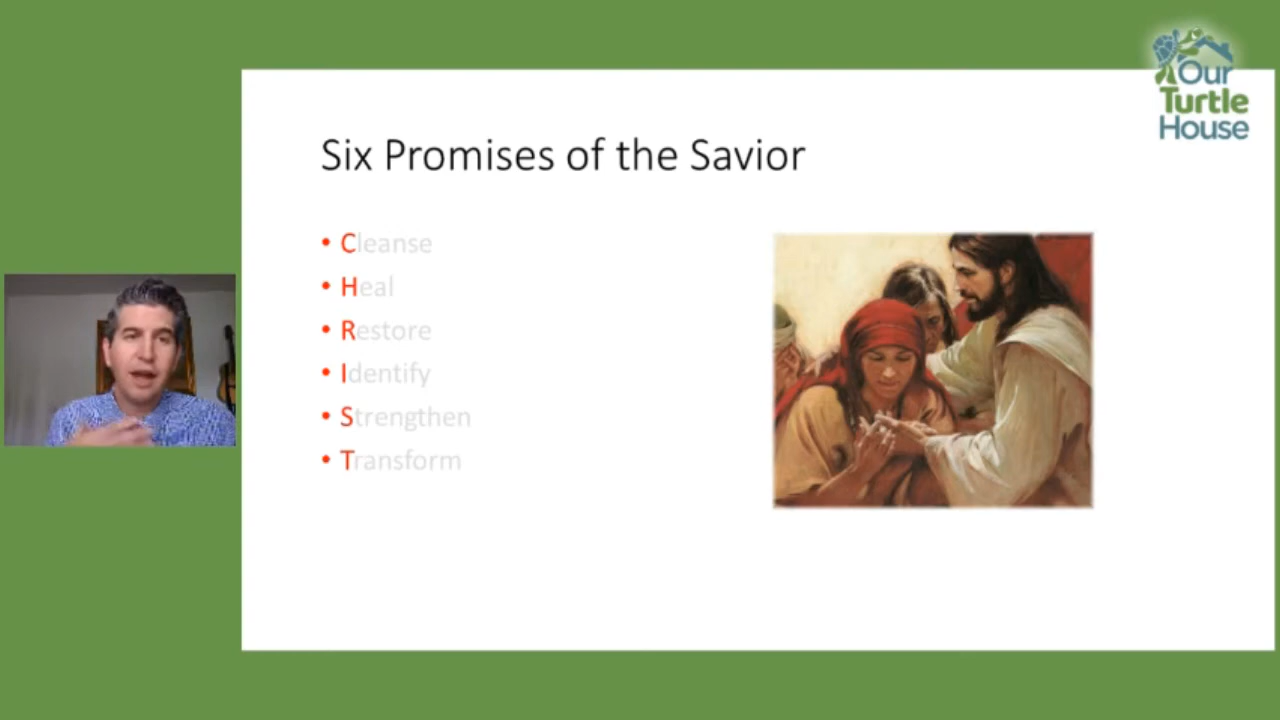 Our
Turtle
House
Six Promises of the Savior
• Cleanse
• Heal
• Restore
• Identify
• Strengthen
• Transform